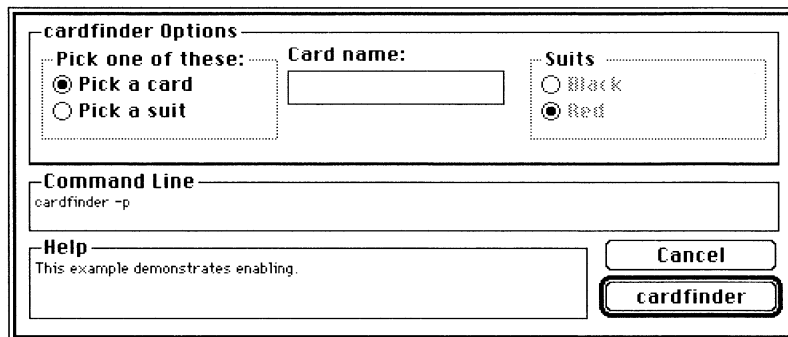 cardfinder Options
Pick one of these:
Pick a card
Pick a suit
Card name:
Suits
Black
Red
Command Line
cardfinder -p
Help
This example demonstrates enabling.
Cancel
cardfinder